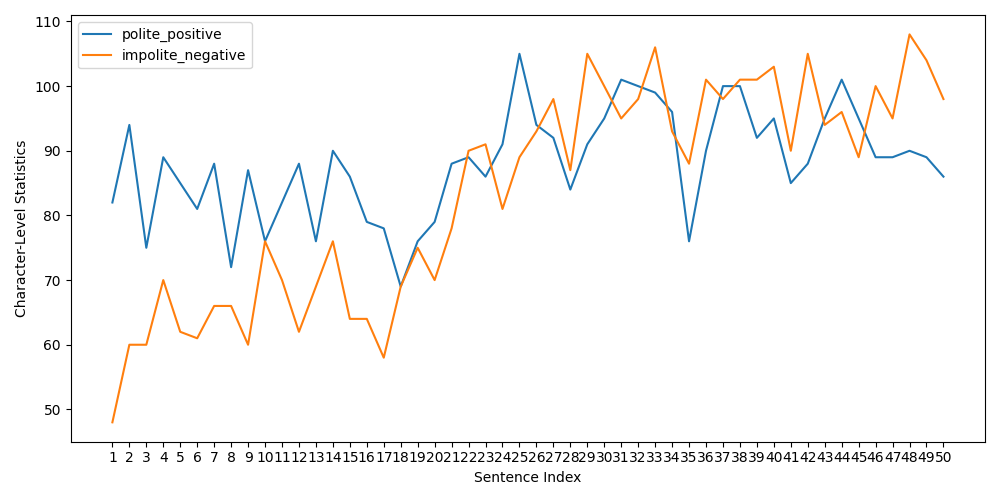 polite_positive
impolite_negative
110
100
90
80
70
60
50
Character-Level Statistics
1 2 3 4 5 6 7 8 9 10 11 12 13 14 15 16 17 18 19 20 21 22 23 24 25 26 27 28 29 30 31 32 33 34 35 36 37 38 39 40 41 42 43 44 45 46 47 48 49 50
Sentence Index